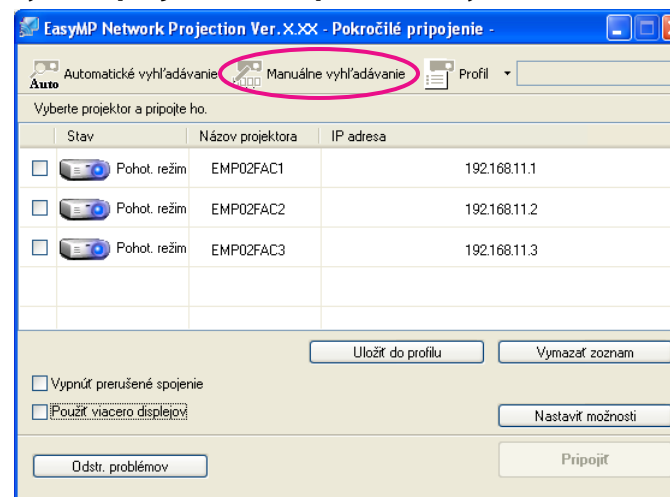 EasyMP Network Projection Ver.X.XX - Pokročilé pripojenie -
Auto Automatické vyhľadávanie Manuálne vyhľadávanie Profil
Vyberte projektor a pripojte ho.
Stav Názov projektora IP adresa
Pohot. režim EMP02FAC1 192.168.11.1
Pohot. režim EMP02FAC2 192.168.11.2
Pohot. režim EMP02FAC3 192.168.11.3
Uložiť do profilu Vymazať zoznam
Vypnúť prerušené spojenie
Použiť viacero displejov
Nastaviť možnosti
Odstr. problémov Pripojiť